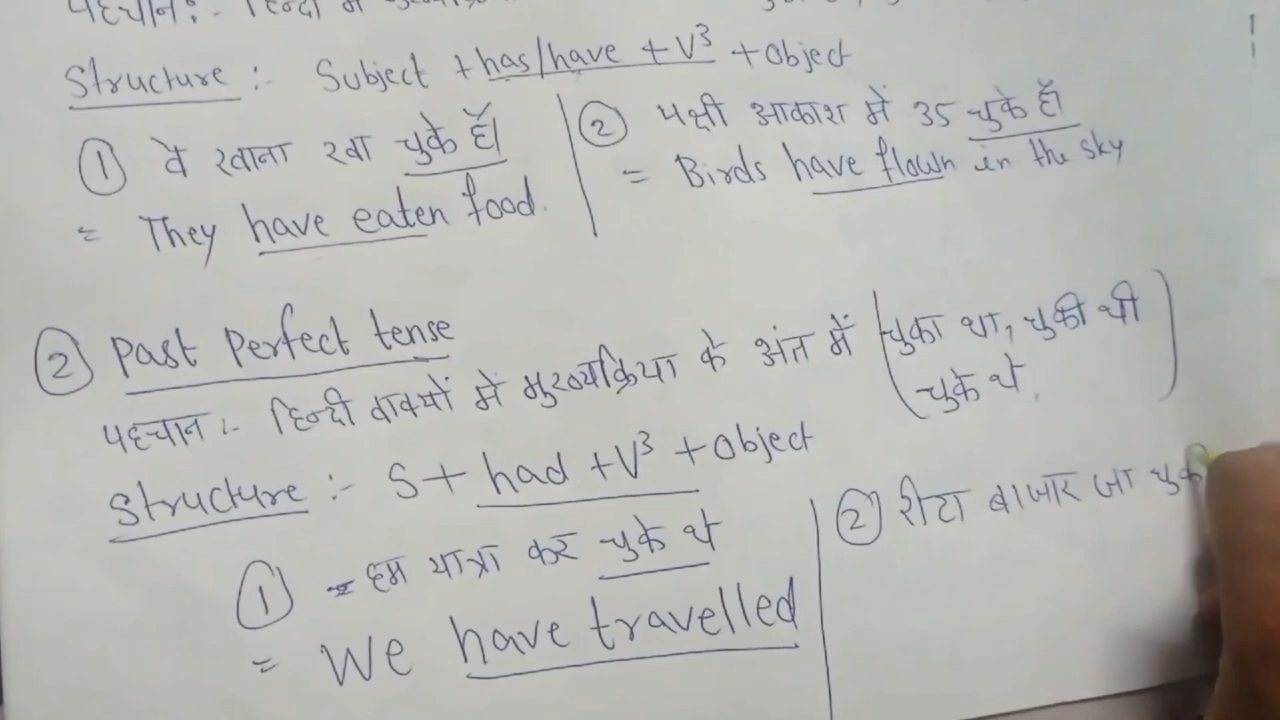 पहचान :- हिन्दी में
Structure :- Subject + has/have + V³ + Object
① वे खाना खा चुके हैं।
= They have eaten food.
② पक्षी आकाश में उड़ चुके हैं।
= Birds have flown in the sky
② Past Perfect tense
पहचान :- हिन्दी वाक्यों में मुख्यक्रिया के अंत में (चुका था, चुकी थी
चुके थे.)
Structure :- S + had + V³ + Object
① हम यात्रा कर चुके थे
= We have travelled
② रीटा बाजार जा चुकी